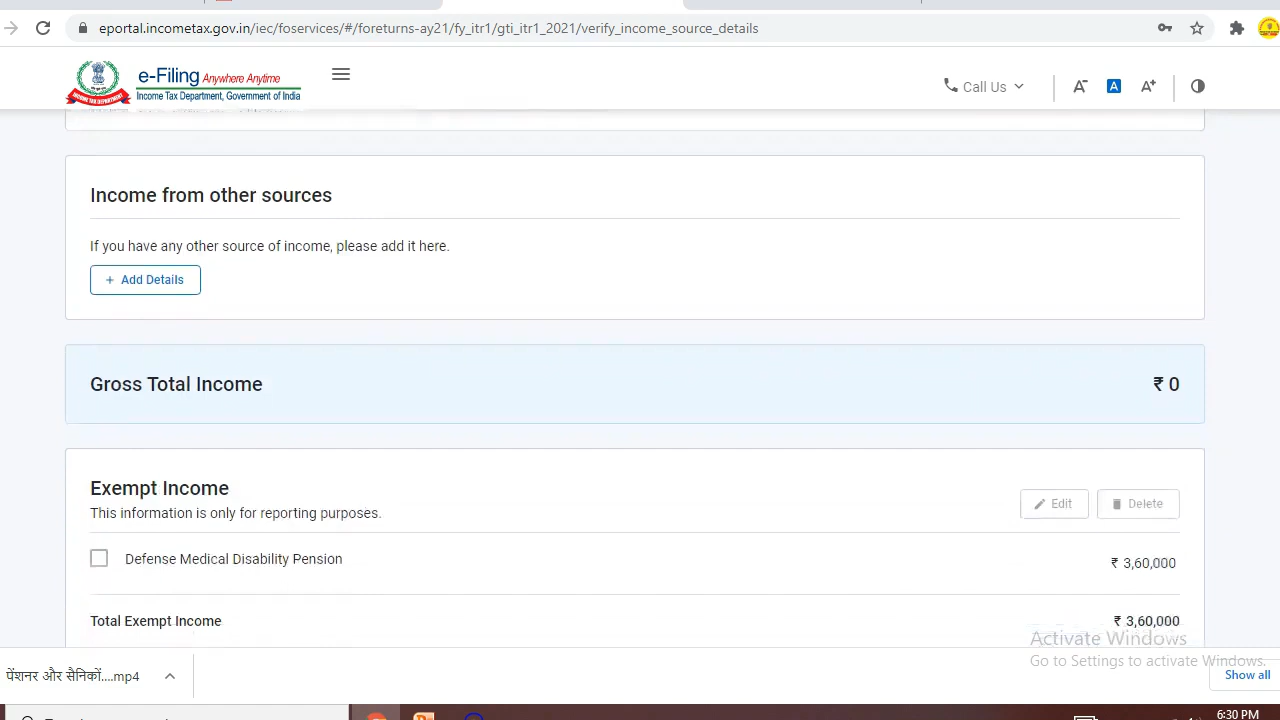 eportal.incometax.gov.in/iec/foservices/#/foreturns-ay21/fy_itr1/gti_itr1_2021/verify_income_source_details
e-Filing Anywhere Anytime
Income Tax Department, Government of India
Call Us
A-
A
A+
Income from other sources
If you have any other source of income, please add it here.
+ Add Details
Gross Total Income
₹ 0
Exempt Income
This information is only for reporting purposes.
Edit
Delete
Defense Medical Disability Pension
₹ 3,60,000
Total Exempt Income
₹ 3,60,000
Activate Windows
Go to Settings to activate Windows.
पेंशनर और सैनिकों....mp4
Show all
6:30 PM